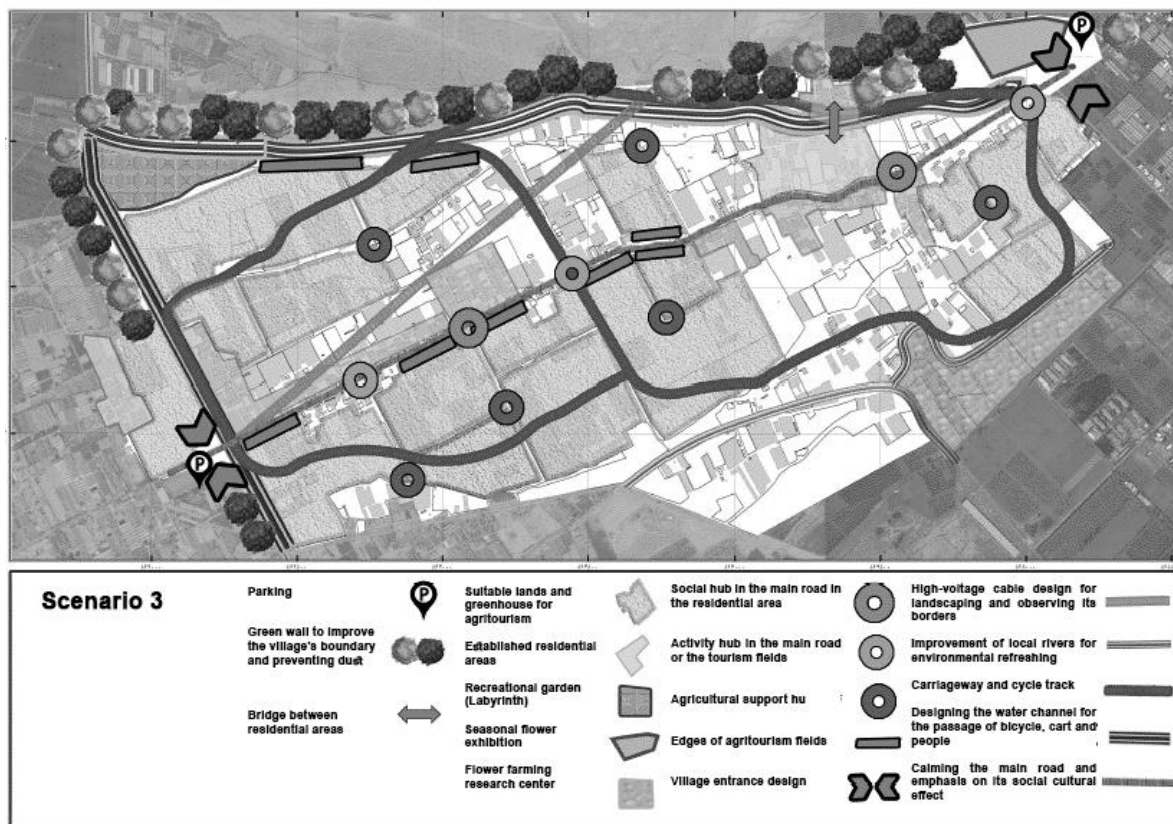 P
P
Scenario 3
Parking
Green wall to improve
the village's boundary
and preventing dust
Bridge between
residential areas
P
Suitable lands and
greenhouse for
agritourism
Established residential
areas
Recreational garden
(Labyrinth)
Seasonal flower
exhibition
Flower farming
research center
Social hub in the main road in
the residential area
Activity hub in the main road
or the tourism fields
Agricultural support hu
Edges of agritourism fields
Village entrance design
High-voltage cable design for
landscaping and observing its
borders
Improvement of local rivers for
environmental refreshing
Carriageway and cycle track
Designing the water channel for
the passage of bicycle, cart and
people
Calming the main road and
emphasis on its social cultural
effect